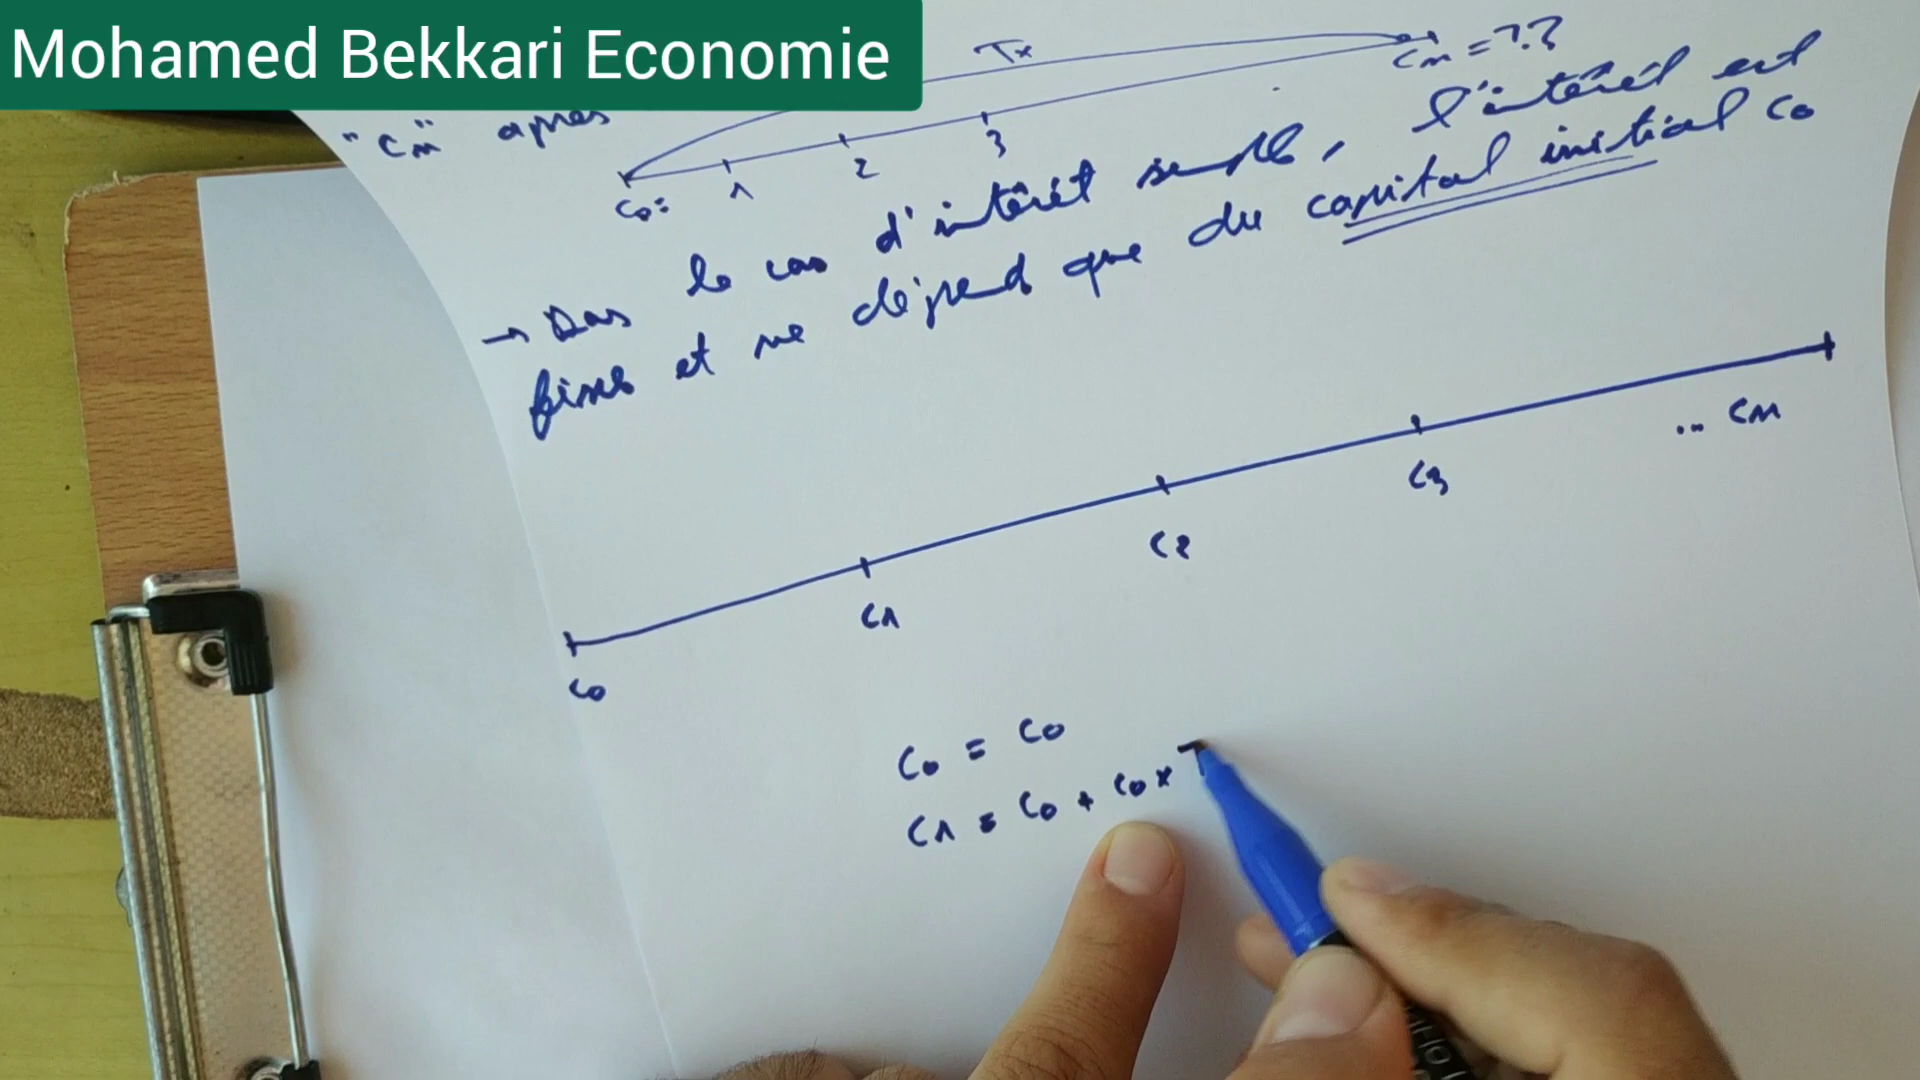 Mohamed Bekkari Economie
Tx
Cn = ?.?
"Cn" après
C0 = 1 2 3
→ Dans le cas d'intérêt simple, l'intérêt est
fixe et ne dépend que du capital initial C0
C0 C1 C2 C3 ... Cn
C0 = C0
C1 = C0 + C0 x T